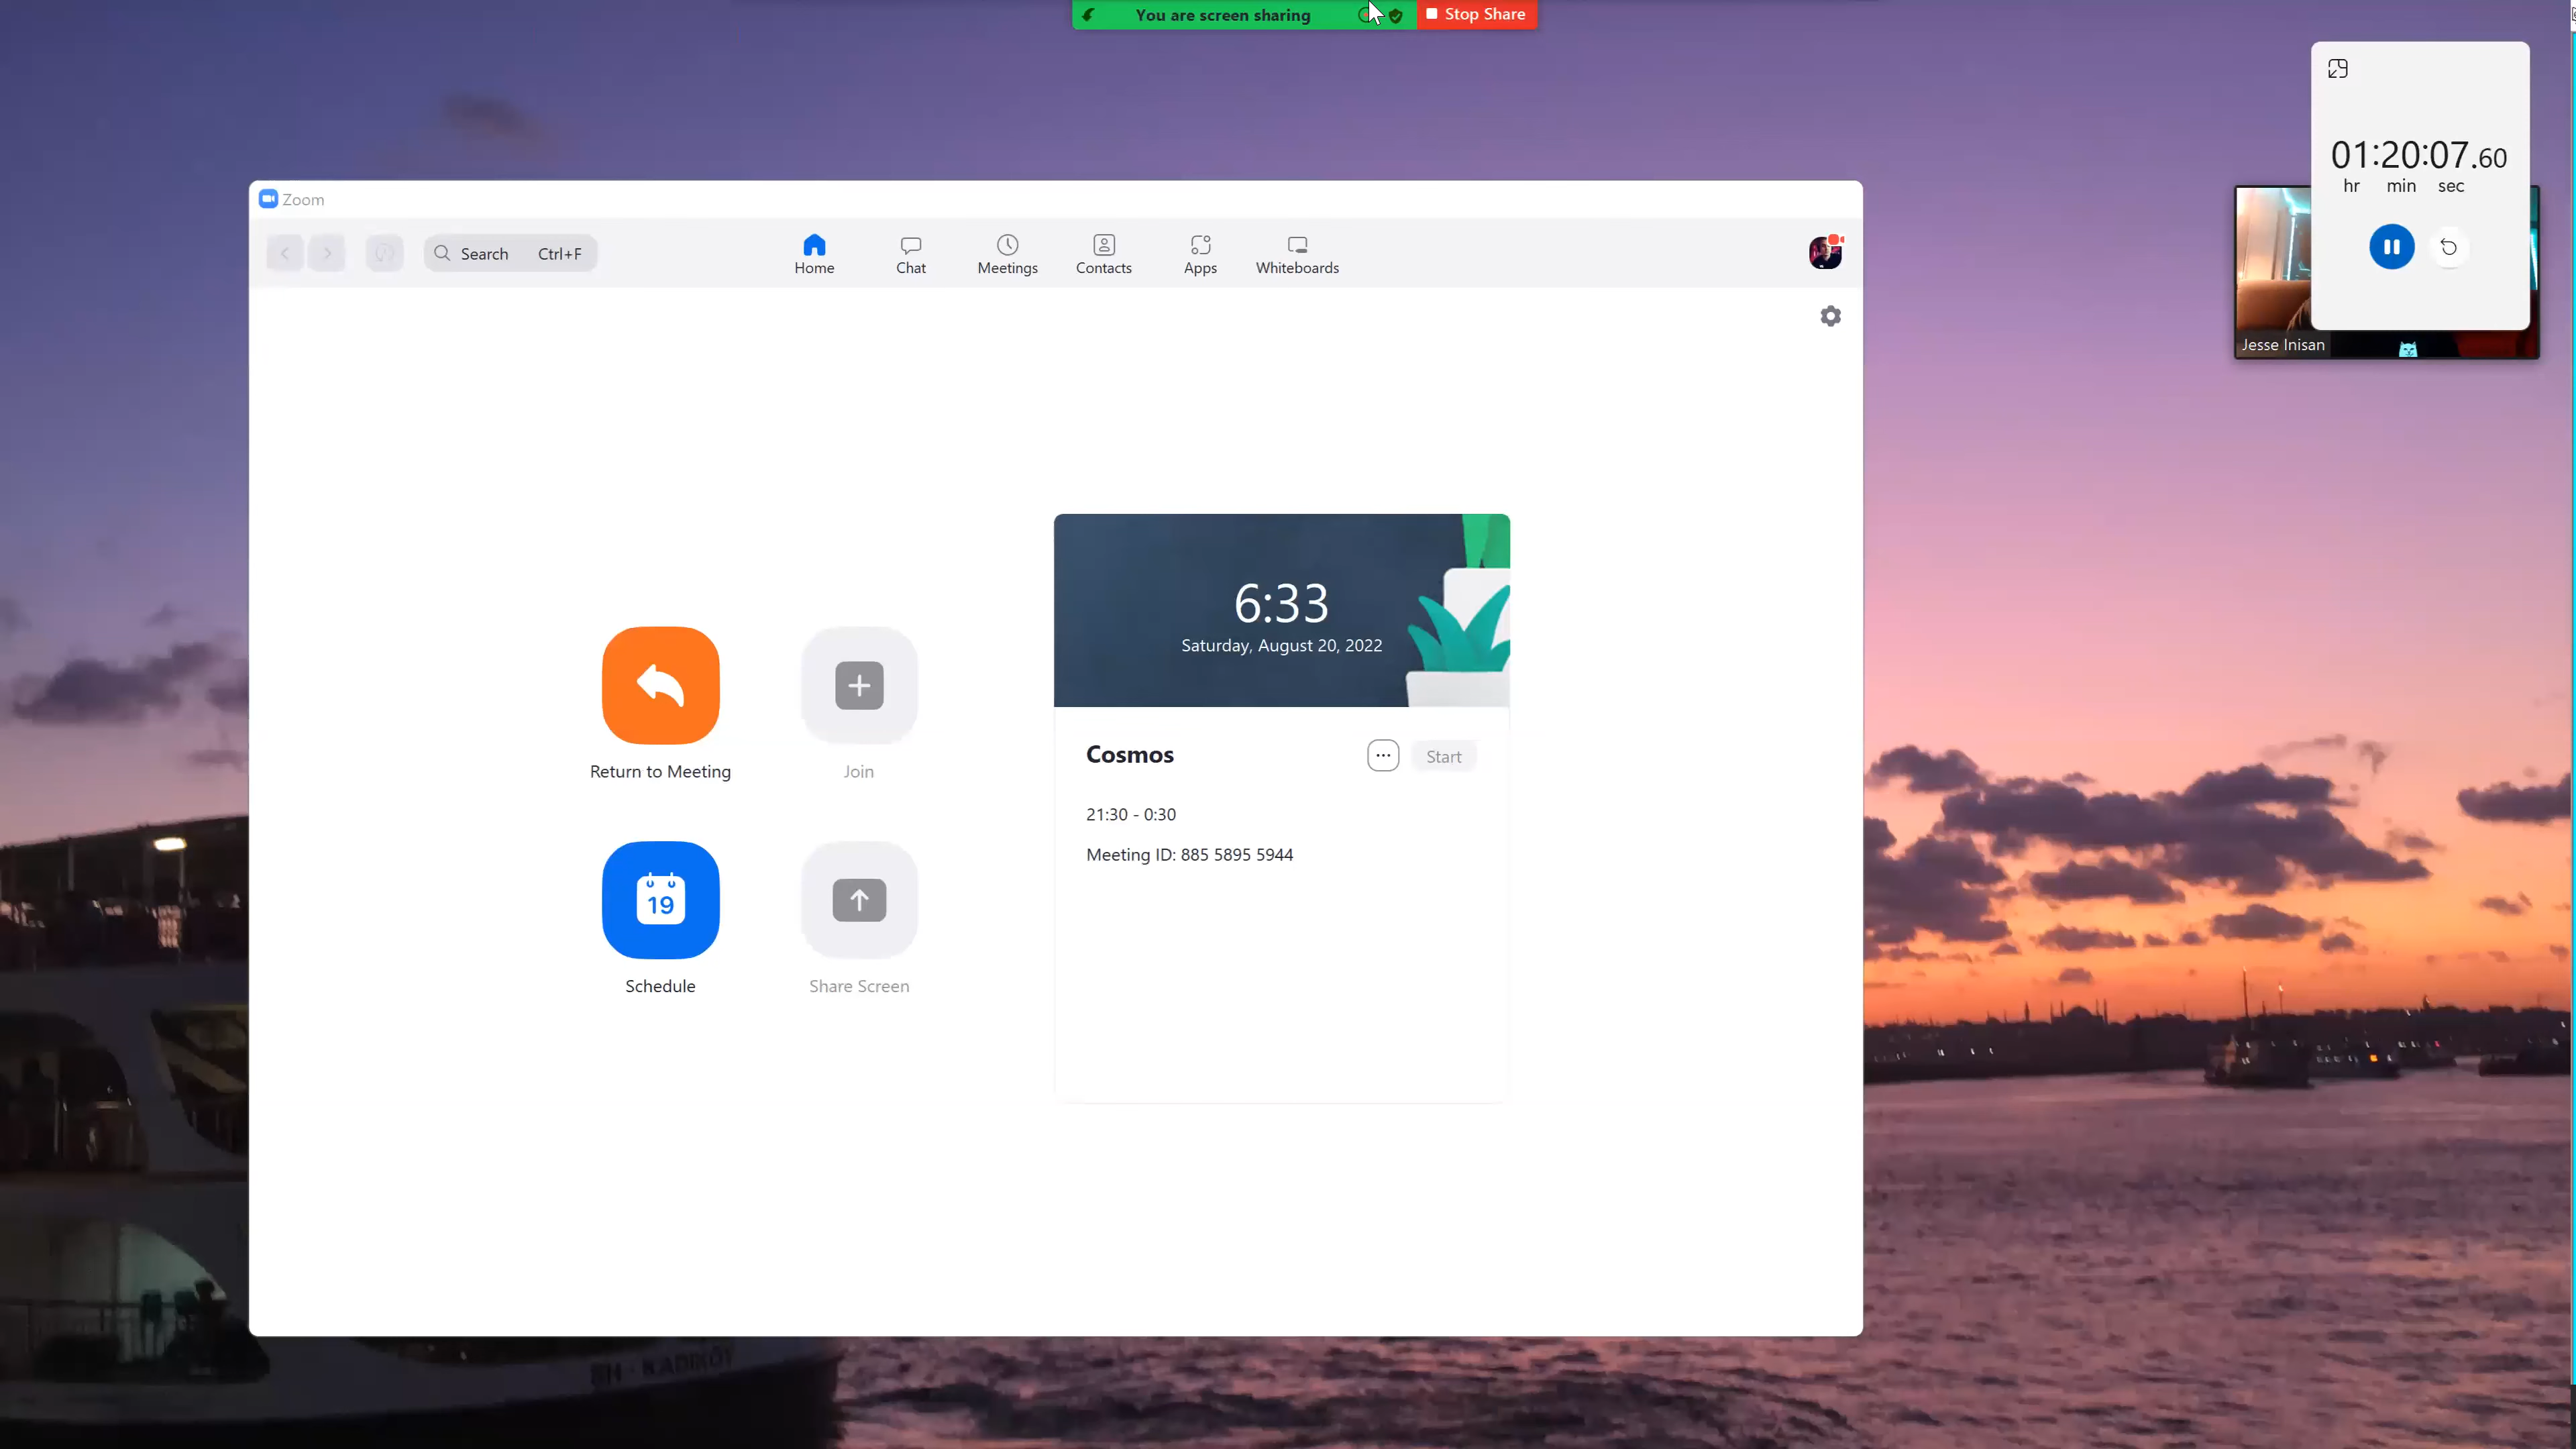 You are screen sharing
Stop Share
01:20:07.60
hr min sec
Jesse Inisan
Zoom
Search Ctrl+F
Home
Chat
Meetings
Contacts
Apps
Whiteboards
Return to Meeting
Join
19
Schedule
Share Screen
6:33
Saturday, August 20, 2022
Cosmos
Start
21:30 - 0:30
Meeting ID: 885 5895 5944